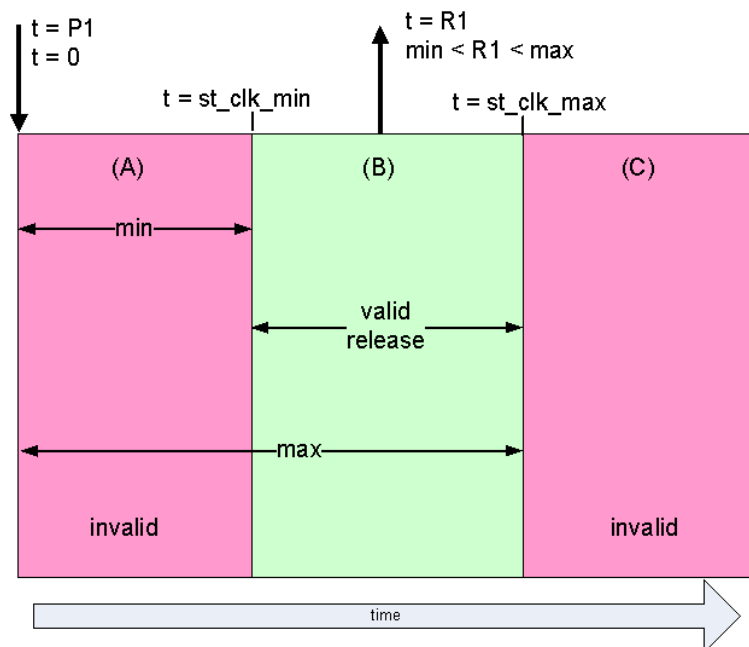 t = P1
t = 0
t = R1
min < R1 < max
t = st_clk_min
t = st_clk_max
(A)
(B)
(C)
min
valid
release
max
invalid
invalid
time